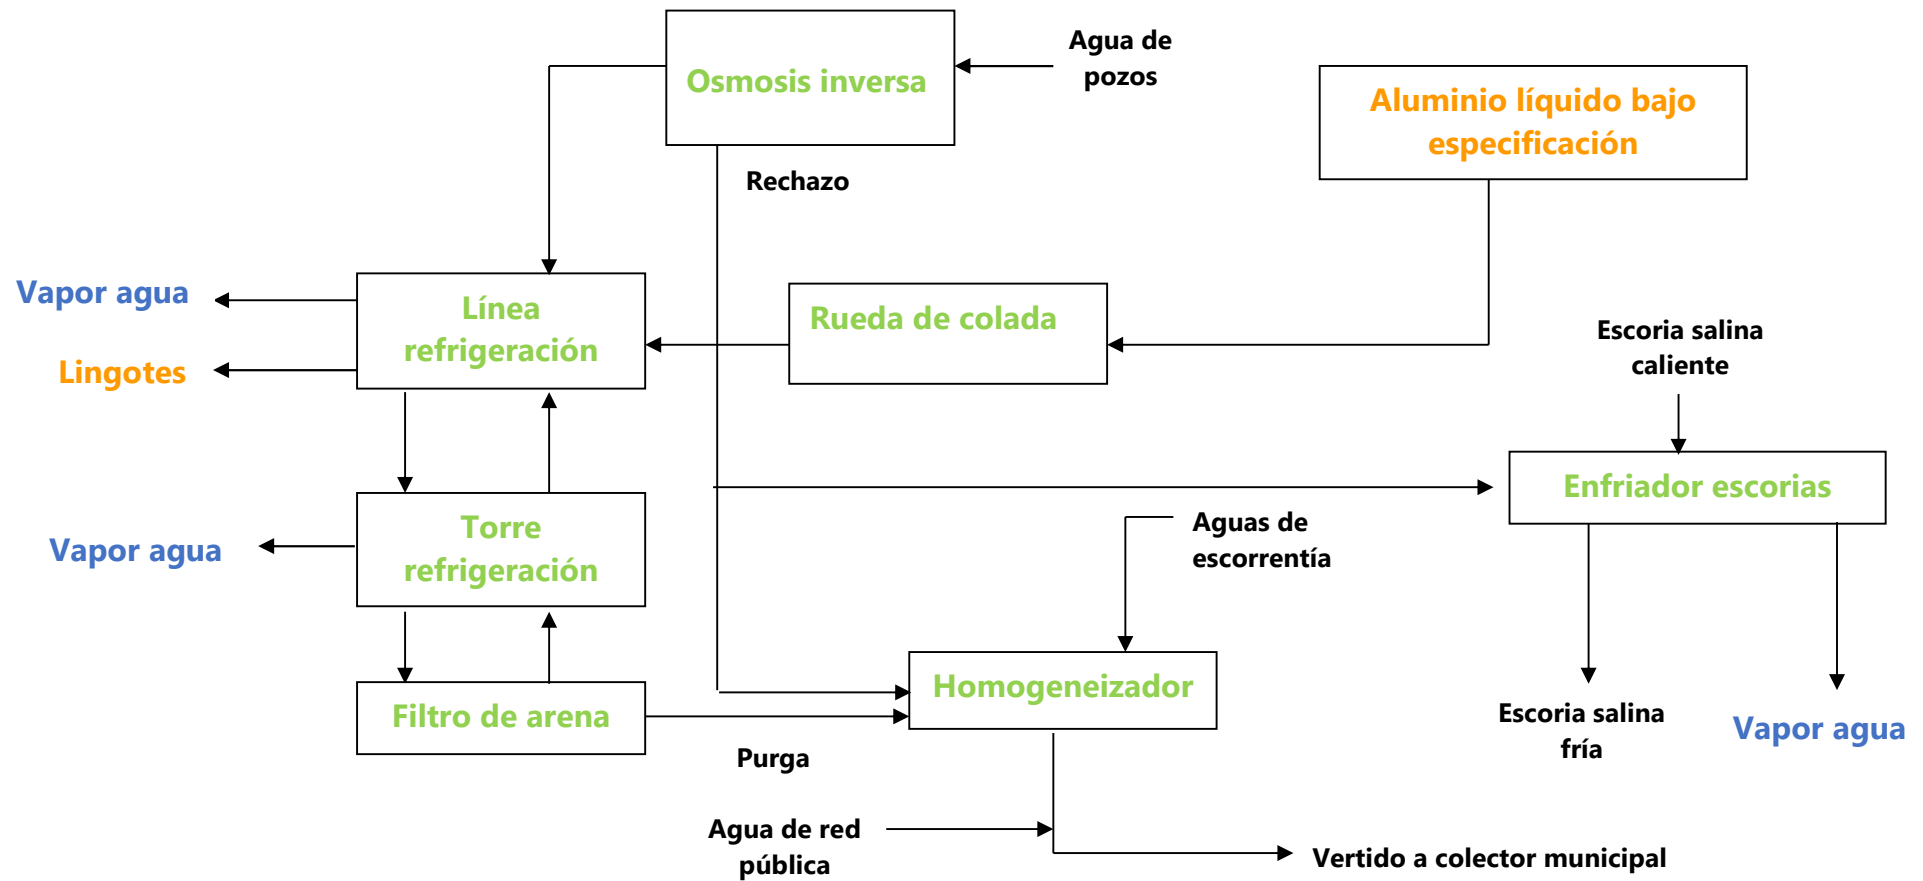 Agua de
pozos
Osmosis inversa
Aluminio líquido bajo
especificación
Rechazo
Vapor agua
Línea
refrigeración
Rueda de colada
Lingotes
Escoria salina
caliente
Enfriador escorias
Torre
refrigeración
Vapor agua
Aguas de
escorrentía
Homogeneizador
Filtro de arena
Escoria salina
fría
Vapor agua
Purga
Agua de red
pública
Vertido a colector municipal